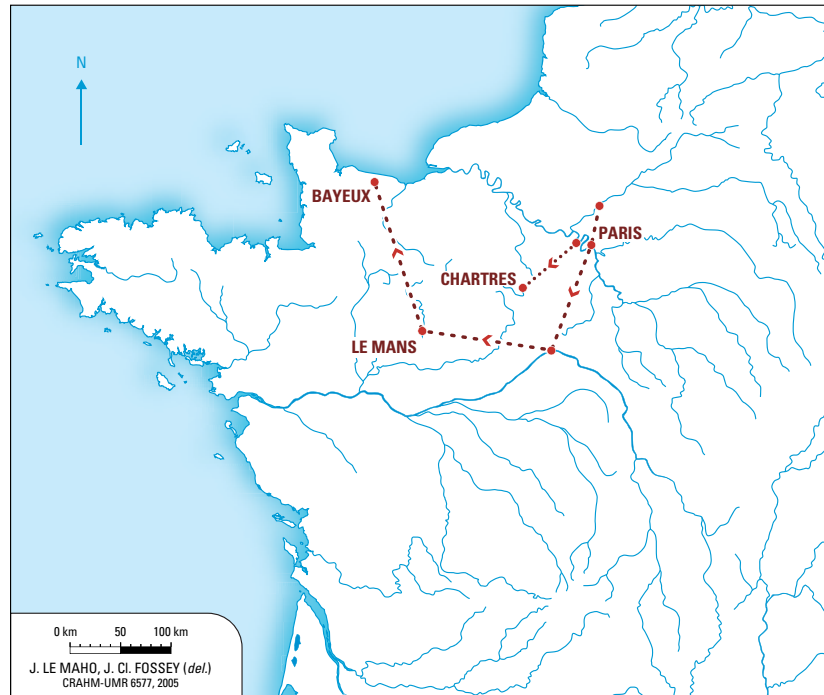 N
BAYEUX
PARIS
CHARTRES
LE MANS
0 km 50 100 km
J. LE MAHO, J. Cl. FOSSEY (del.)
CRAHM-UMR 6577, 2005